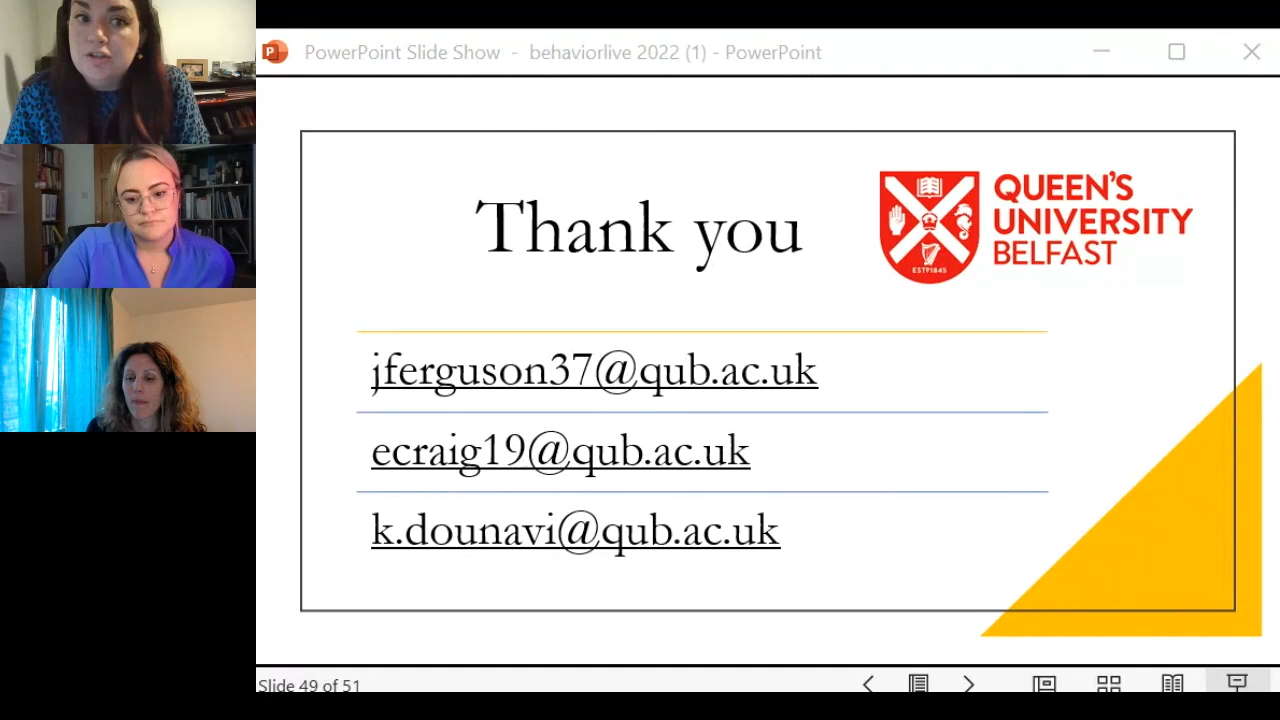 PowerPoint Slide Show - behaviorlive 2022 (1) - PowerPoint
Thank you
QUEEN'S
UNIVERSITY
BELFAST
ESTD1845
jferguson37@qub.ac.uk
ecraig19@qub.ac.uk
k.dounavi@qub.ac.uk
Slide 49 of 51